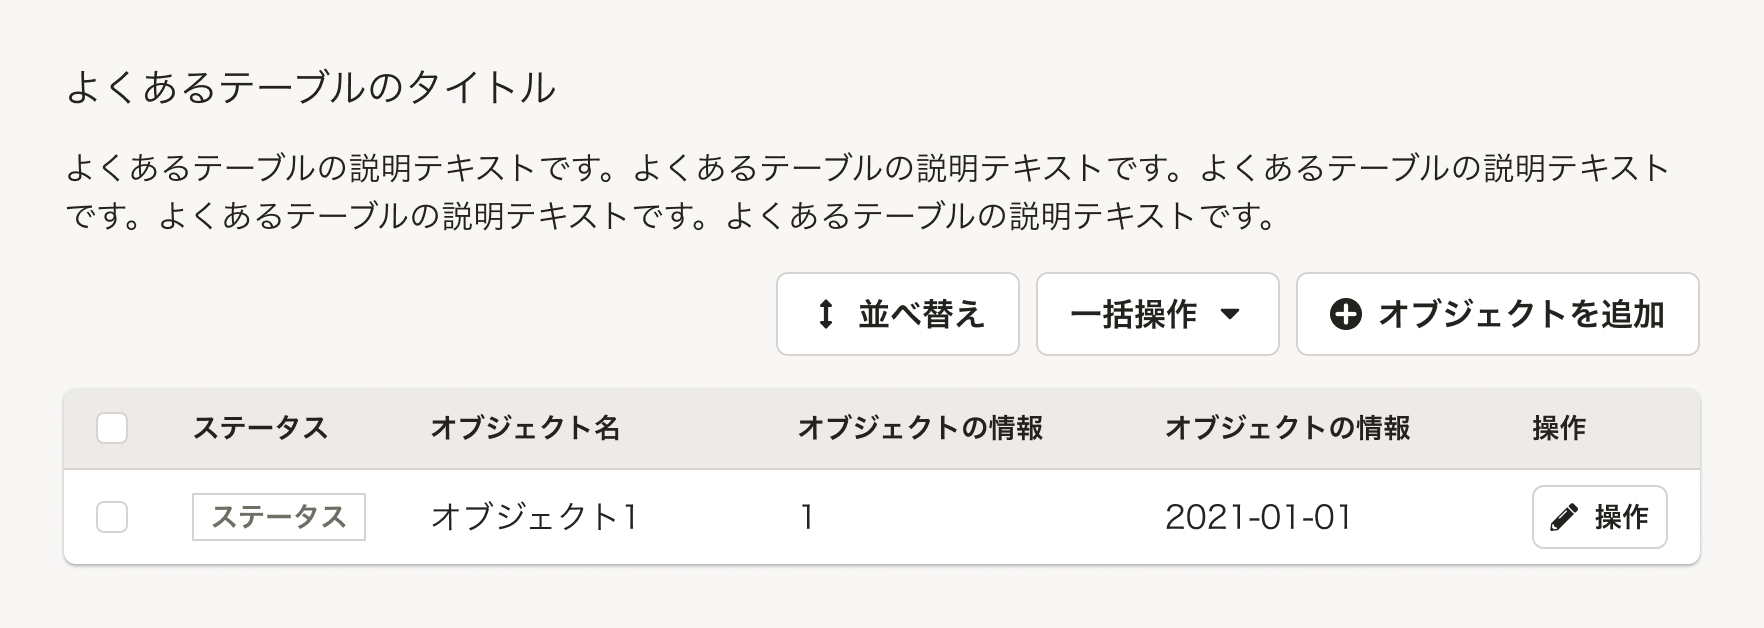 よくあるテーブルのタイトル
よくあるテーブルの説明テキストです。よくあるテーブルの説明テキストです。よくあるテーブルの説明テキスト
です。よくあるテーブルの説明テキストです。よくあるテーブルの説明テキストです。
並べ替え 一括操作 オブジェクトを追加
ステータス オブジェクト名 オブジェクトの情報 オブジェクトの情報 操作
ステータス オブジェクト1 1 2021-01-01 操作